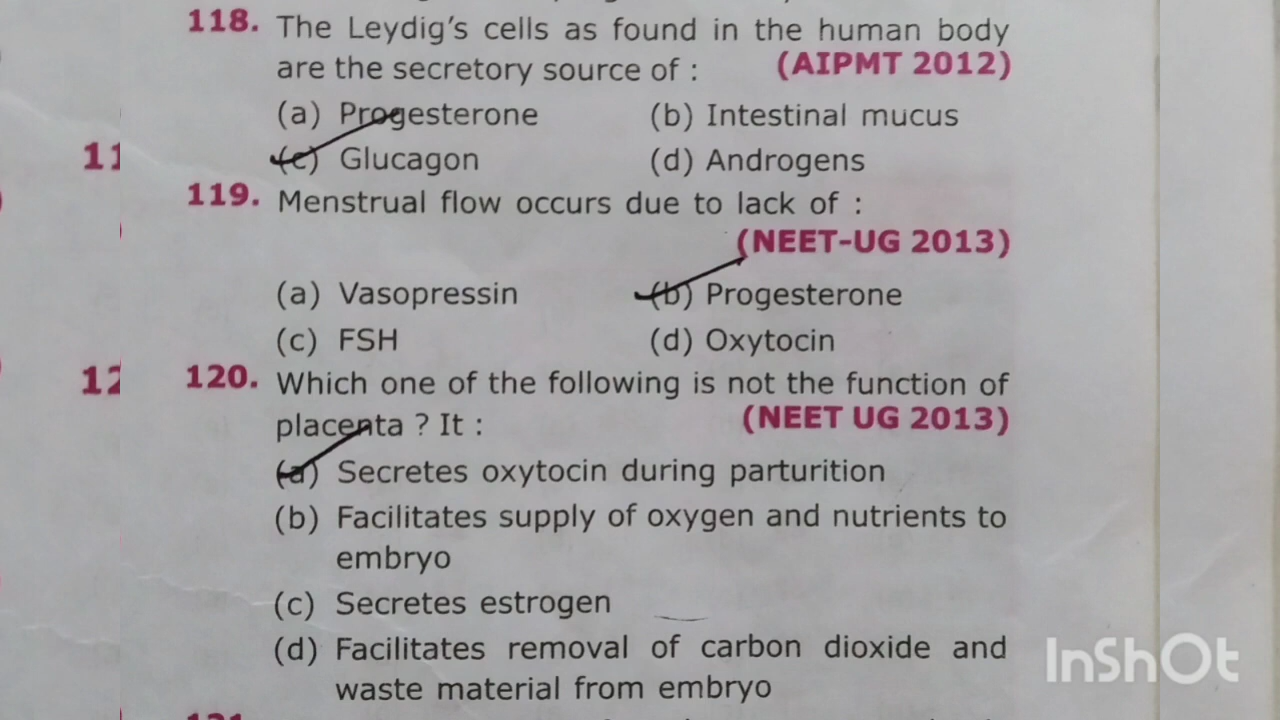 118. The Leydig's cells as found in the human body
are the secretory source of : (AIPMT 2012)
(a) Progesterone (b) Intestinal mucus
11 (c) Glucagon (d) Androgens
119. Menstrual flow occurs due to lack of :
(NEET-UG 2013)
(a) Vasopressin (b) Progesterone
(c) FSH (d) Oxytocin
12 120. Which one of the following is not the function of
placenta ? It : (NEET UG 2013)
(a) Secretes oxytocin during parturition
(b) Facilitates supply of oxygen and nutrients to
embryo
(c) Secretes estrogen
(d) Facilitates removal of carbon dioxide and
waste material from embryo
InShOt